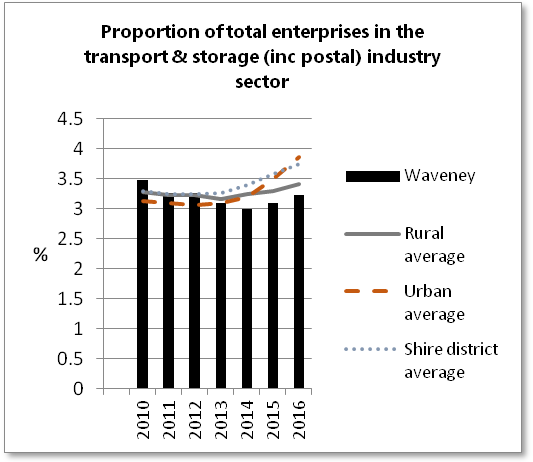 Proportion of total enterprises in the
transport & storage (inc postal) industry
sector
4.5
4
3.5
3
2.5
2
1.5
1
0.5
0
%
2010
2011
2012
2013
2014
2015
2016
Waveney
Rural
average
Urban
average
Shire district
average